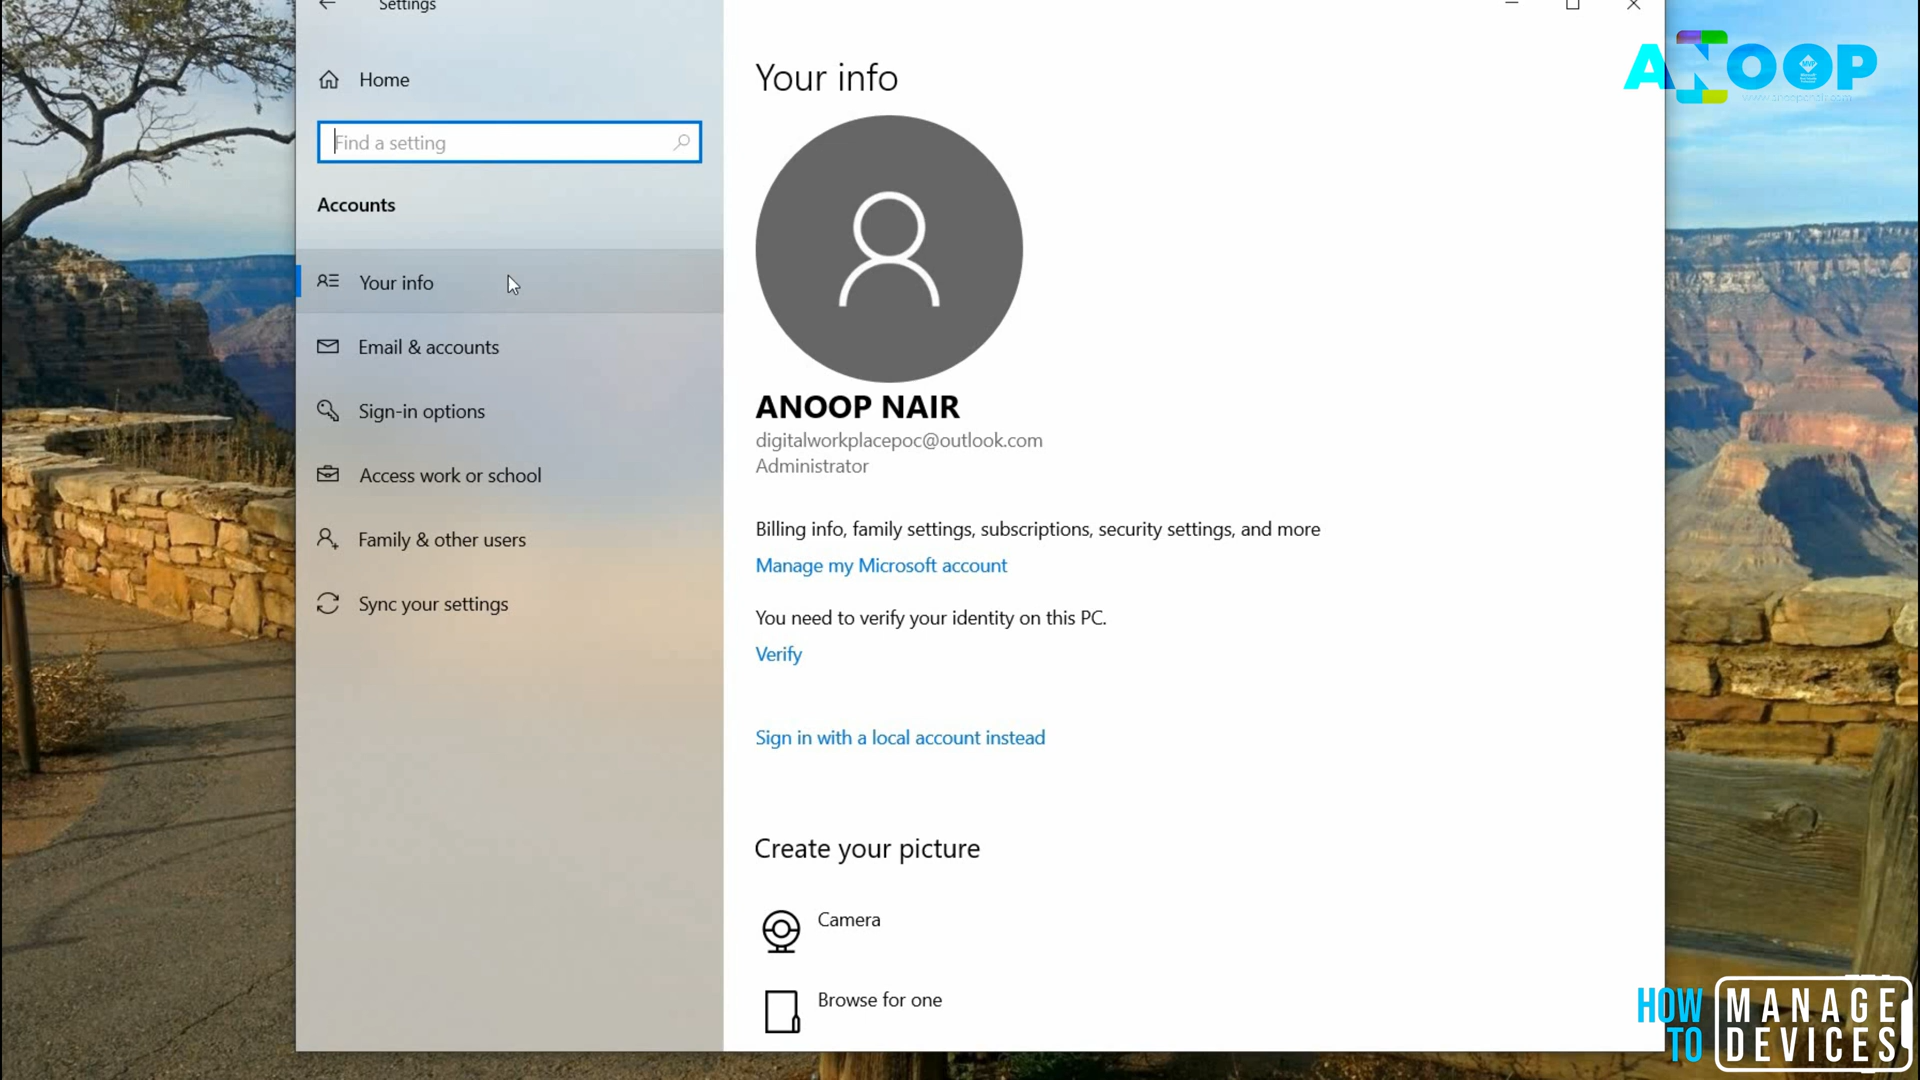 Settings
Home
Find a setting
Accounts
Your info
Email & accounts
Sign-in options
Access work or school
Family & other users
Sync your settings
Your info
ANOOP NAIR
digitalworkplacepoc@outlook.com
Administrator
Billing info, family settings, subscriptions, security settings, and more
Manage my Microsoft account
You need to verify your identity on this PC.
Verify
Sign in with a local account instead
Create your picture
Camera
Browse for one
ANOOP
MVP
HOW TO
MANAGE
DEVICES